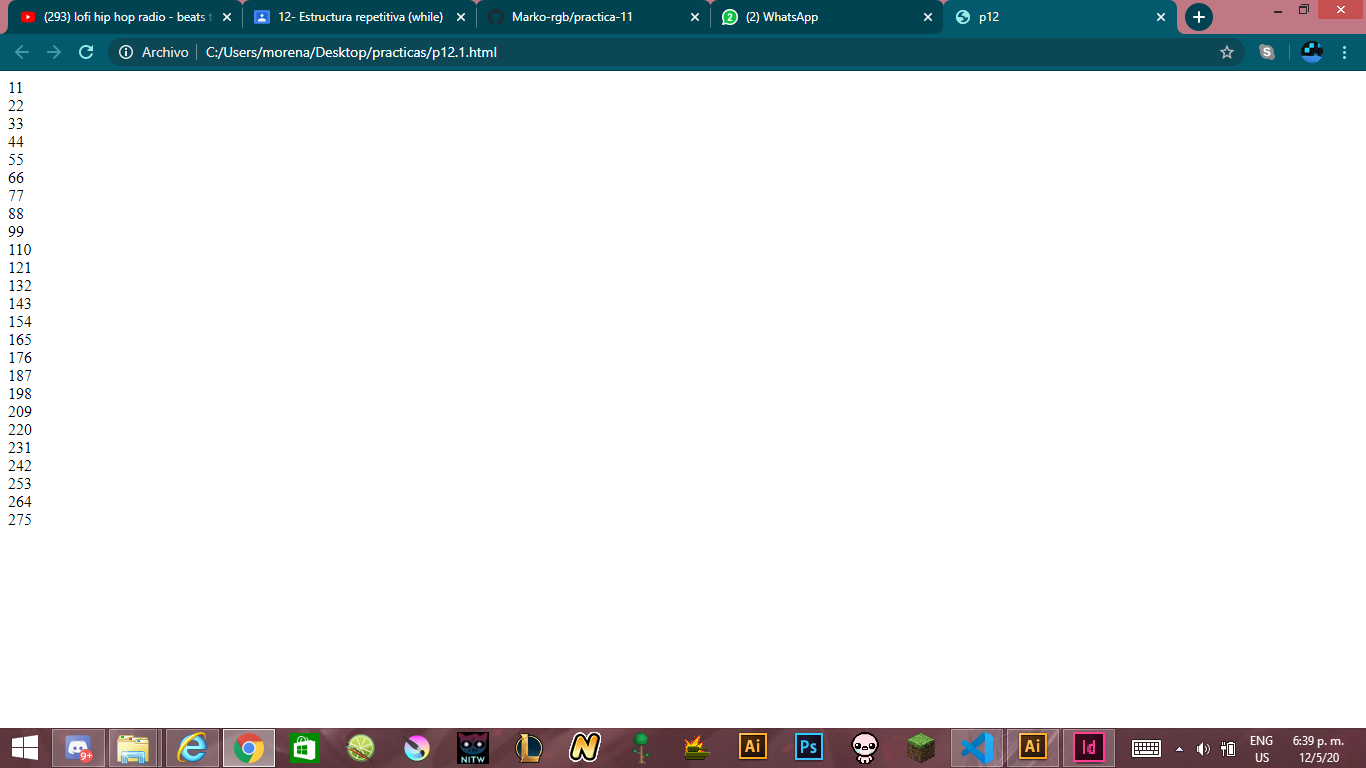 (293) lofi hip hop radio - beats t
12- Estructura repetitiva (while)
Marko-rgb/practica-11
2
(2) WhatsApp
p12
Archivo
C:/Users/morena/Desktop/practicas/p12.1.html
11
22
33
44
55
66
77
88
99
110
121
132
143
154
165
176
187
198
209
220
231
242
253
264
275
9+
NITW
L
N
Ai
Ps
Ai
Id
ENG
US
6:39 p. m.
12/5/20